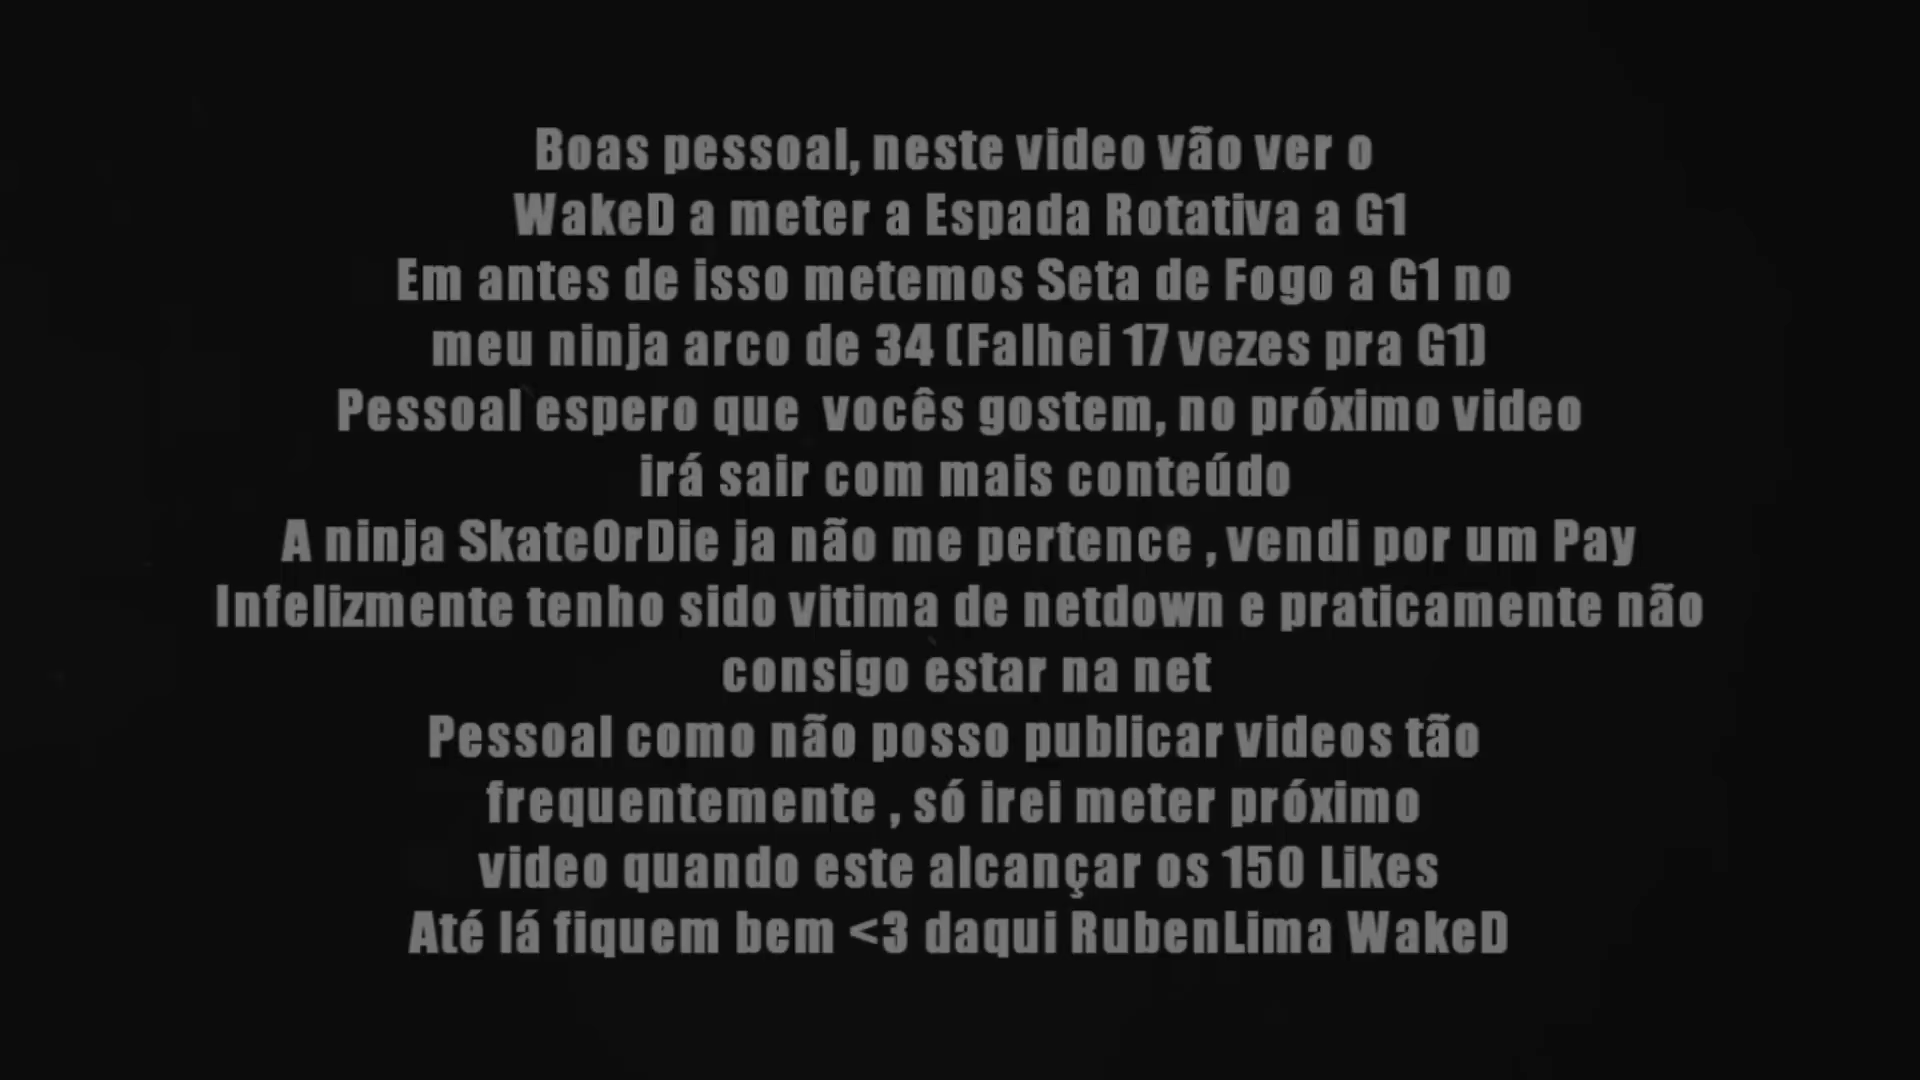 Boas pessoal, neste video vão ver o
WakeD a meter a Espada Rotativa a G1
Em antes de isso metemos Seta de Fogo a G1 no
meu ninja arco de 34 (Falhei 17 vezes pra G1)
Pessoal espero que vocês gostem, no próximo video
irá sair com mais conteúdo
A ninja SkateOrDie ja não me pertence , vendi por um Pay
Infelizmente tenho sido vitima de netdown e praticamente não
consigo estar na net
Pessoal como não posso publicar videos tão
frequentemente , só irei meter próximo
video quando este alcançar os 150 Likes
Até lá fiquem bem <3 daqui RubenLima WakeD